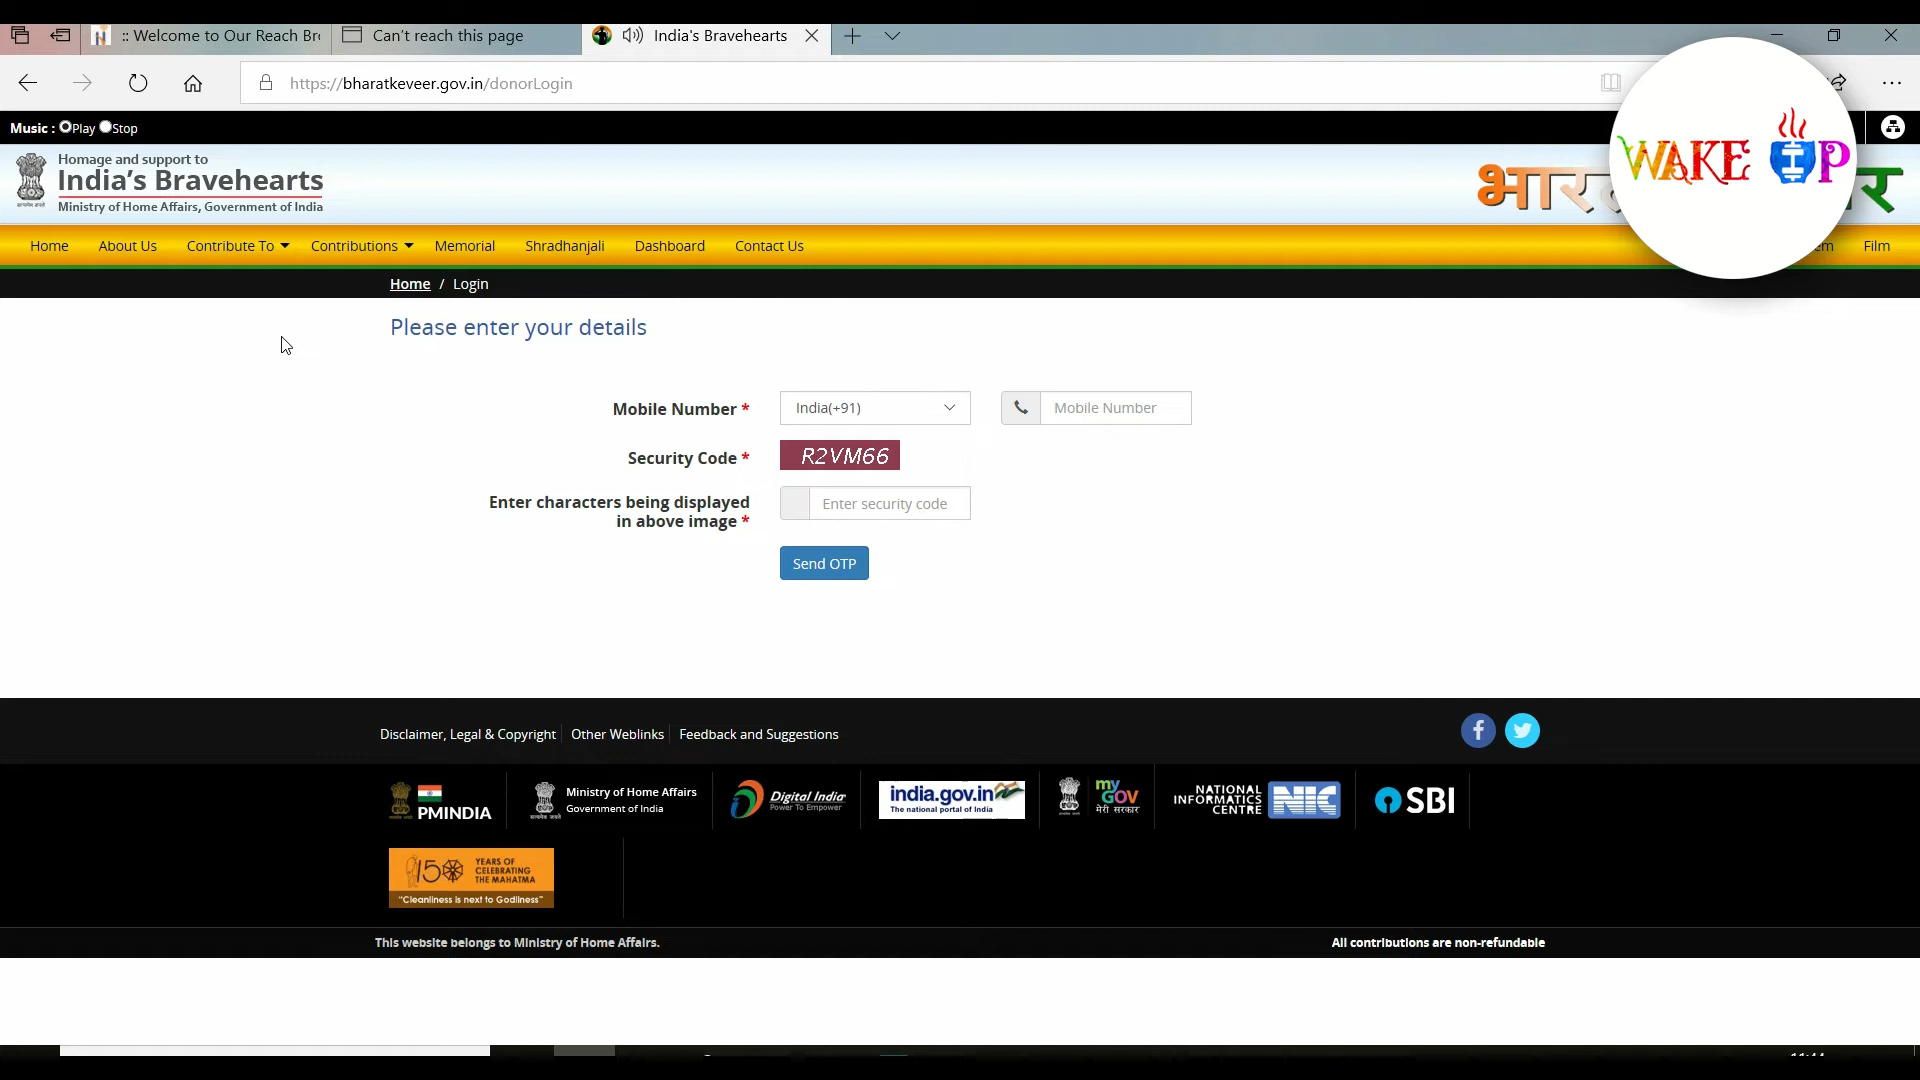 :: Welcome to Our Reach Br
Can't reach this page
India's Bravehearts
https://bharatkeveer.gov.in/donorLogin
Music : Play Stop
Homage and support to
India's Bravehearts
Ministry of Home Affairs, Government of India
सत्यमेव जयते
WAKE UP
Home
About Us
Contribute To
Contributions
Memorial
Shradhanjali
Dashboard
Contact Us
Film
Home / Login
Please enter your details
Mobile Number *
India(+91)
Mobile Number
Security Code *
R2VM66
Enter characters being displayed
in above image *
Enter security code
Send OTP
Disclaimer, Legal & Copyright
Other Weblinks
Feedback and Suggestions
PMINDIA
Ministry of Home Affairs
Government of India
Digital India
Power To Empower
india.gov.in
The national portal of India
my
GOV
मेरी सरकार
NATIONAL
INFORMATICS
CENTRE
NIC
SBI
150 YEARS OF
CELEBRATING
THE MAHATMA
"Cleanliness is next to Godliness"
This website belongs to Ministry of Home Affairs.
All contributions are non-refundable